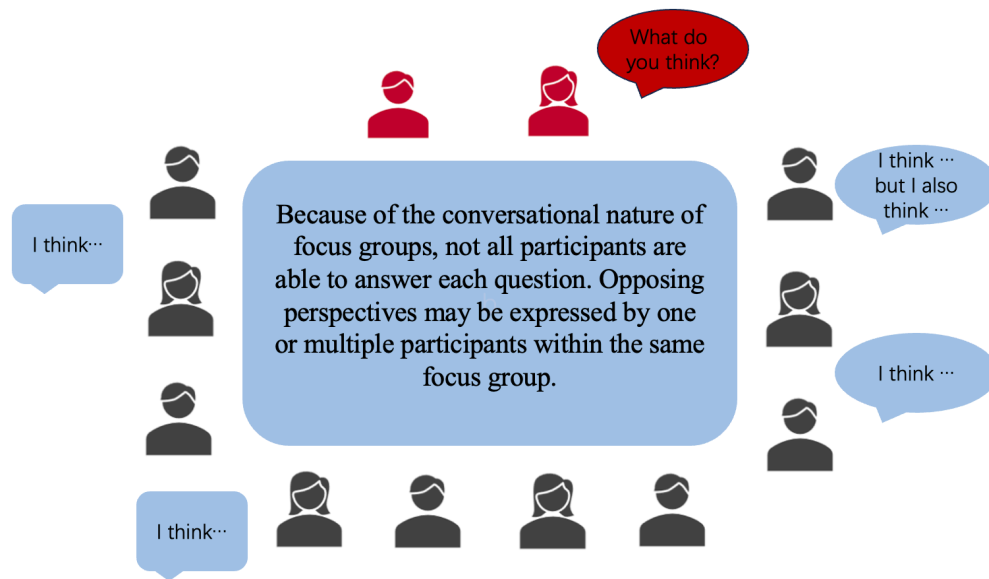 What do
you think?
I think ⋯
but I also
think ⋯
I think⋯
Because of the conversational nature of
focus groups, not all participants are
able to answer each question. Opposing
perspectives may be expressed by one
or multiple participants within the same
focus group.
I think ⋯
I think⋯